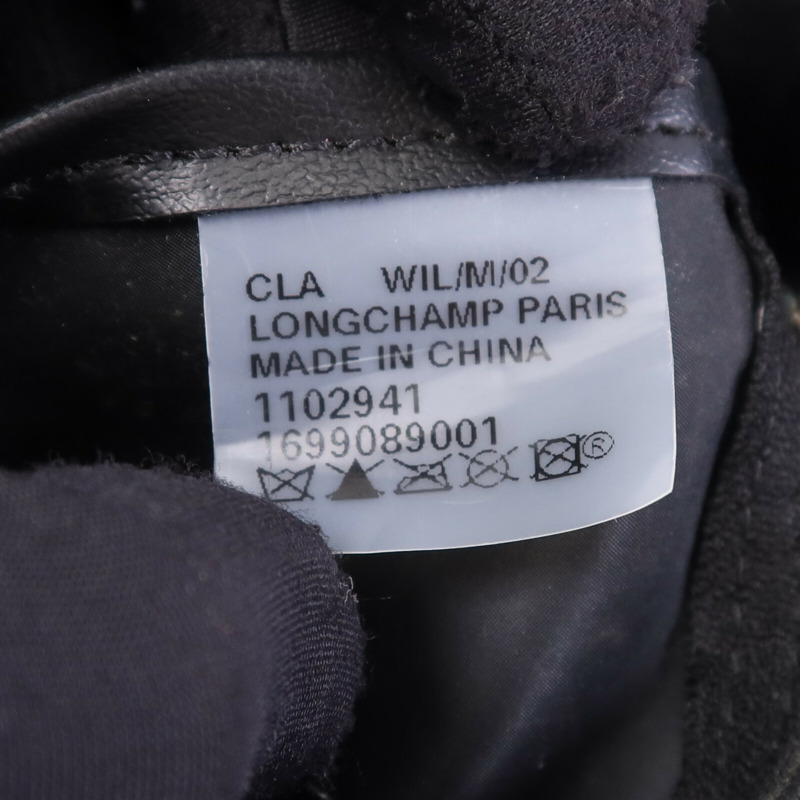 CLA WIL/M/02
LONGCHAMP PARIS
MADE IN CHINA
1102941
1699089001
®